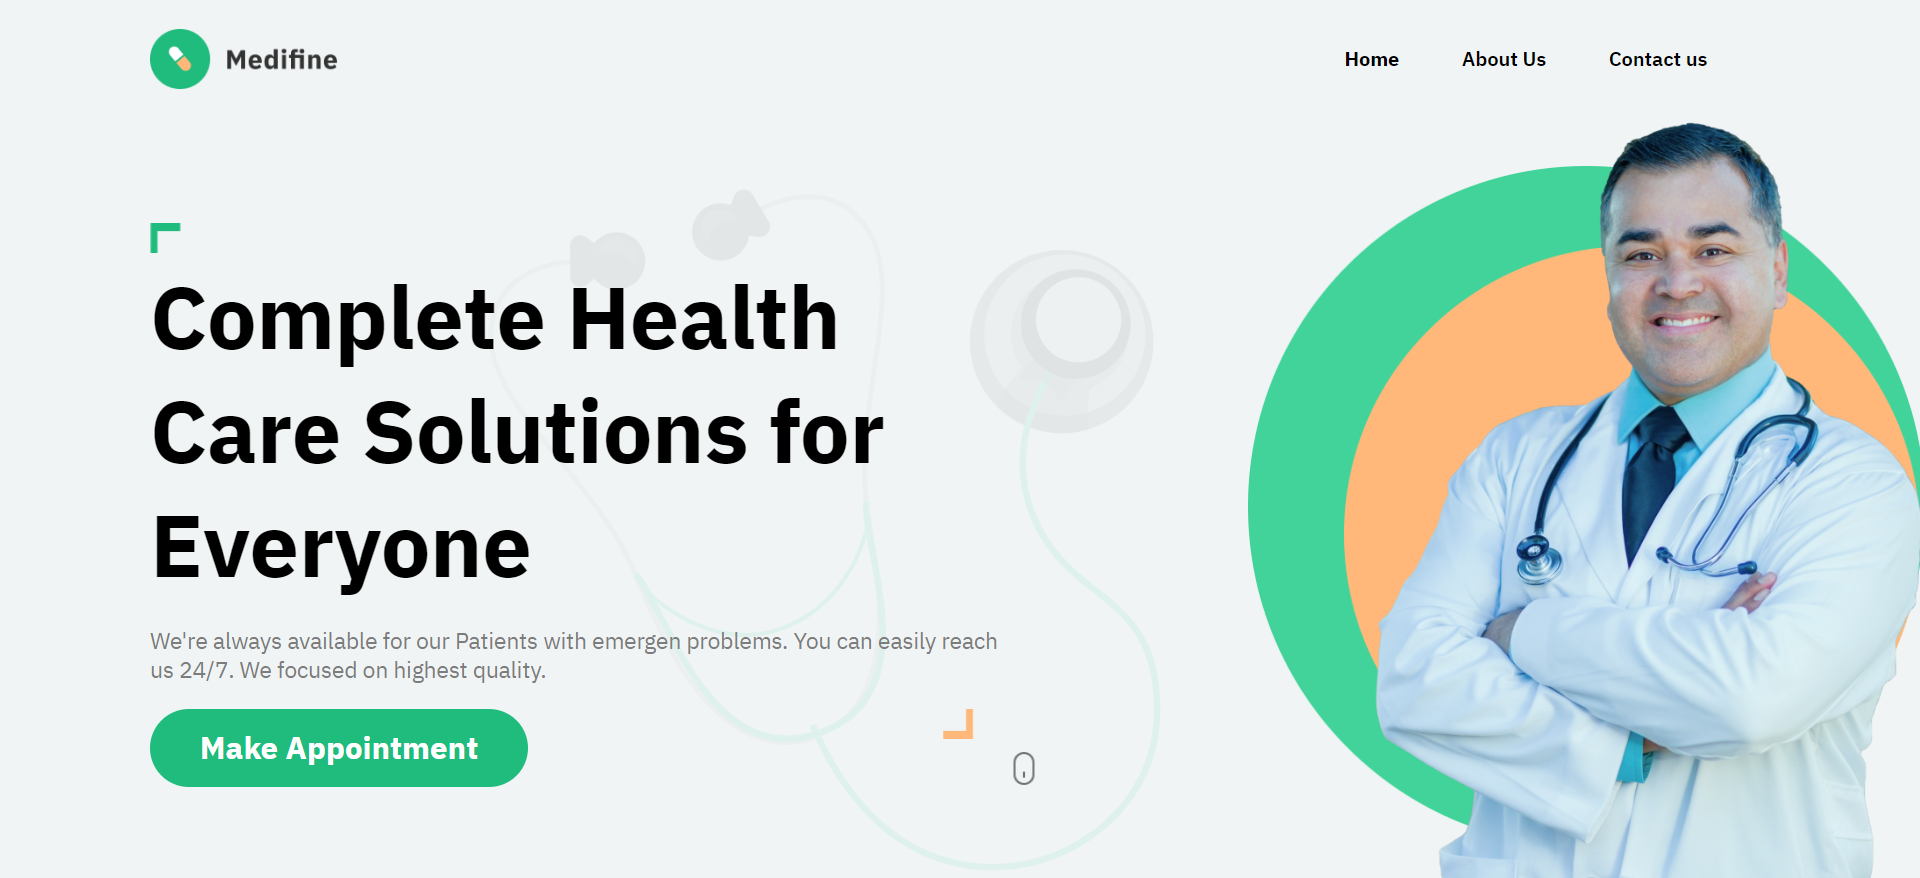 Medifine
Home
About Us
Contact us
Complete Health
Care Solutions for
Everyone
We're always available for our Patients with emergen problems. You can easily reach
us 24/7. We focused on highest quality.
Make Appointment